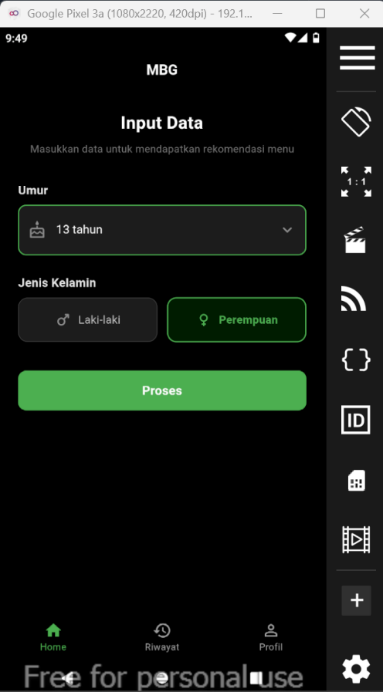 Google Pixel 3a (1080x2220, 420dpi) - 192.1...
9:49
MBG
Input Data
Masukkan data untuk mendapatkan rekomendasi menu
Umur
13 tahun
Jenis Kelamin
Laki-laki
Perempuan
Proses
Home
Riwayat
Profil
Free for personal use
1 : 1
ID